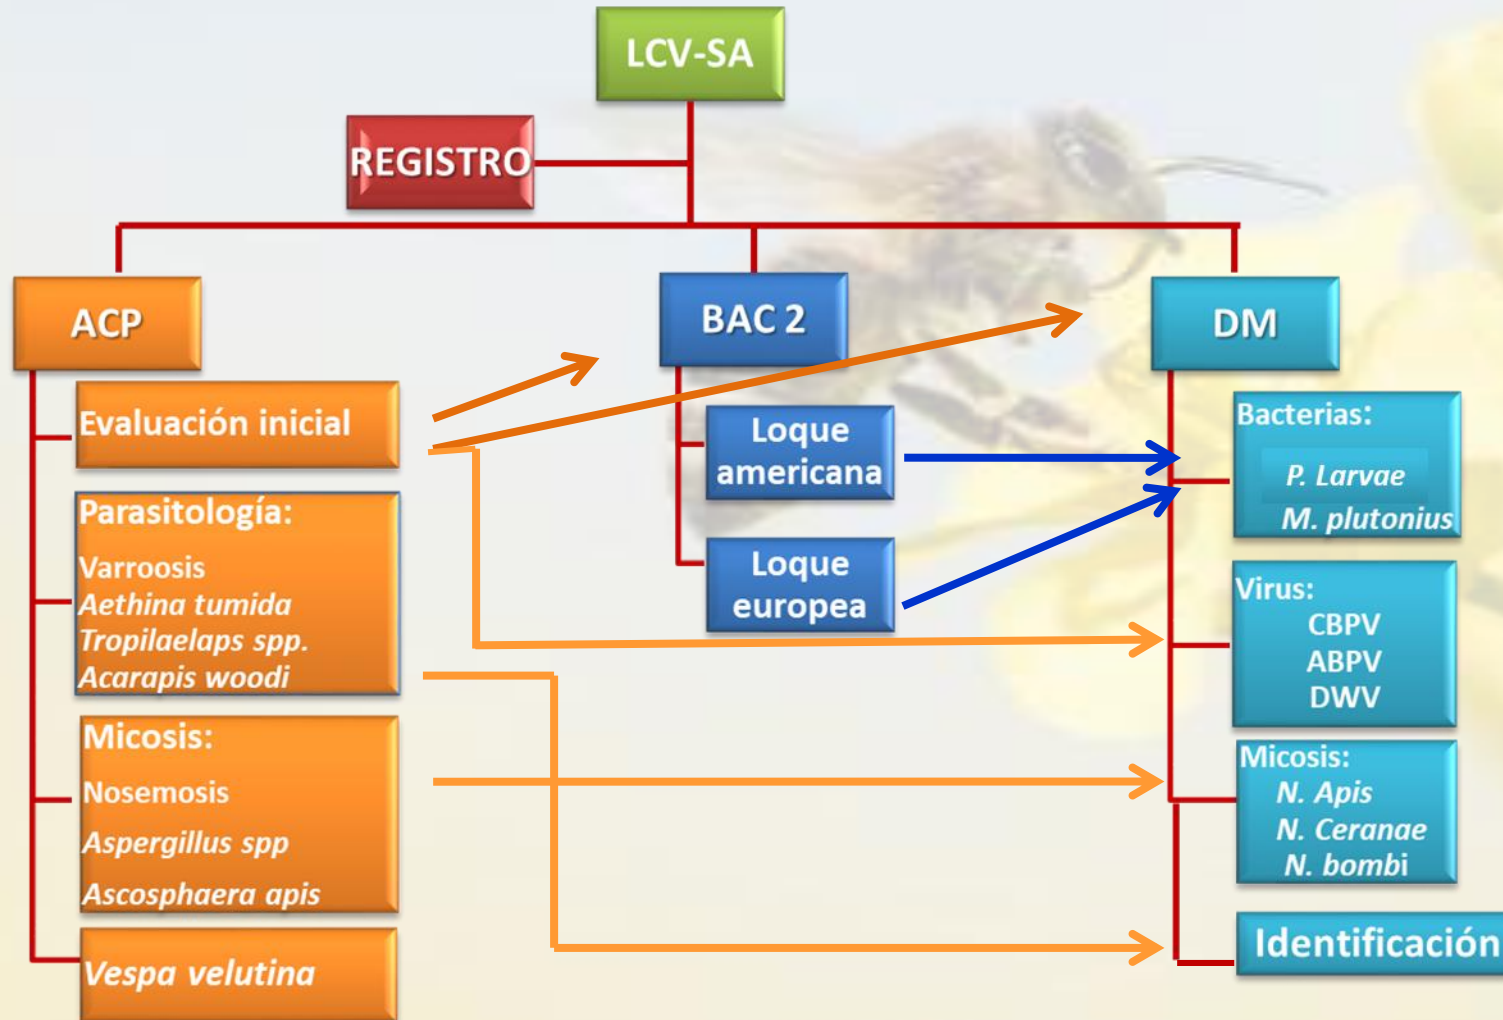 LCV-SA
REGISTRO
ACP
Evaluación inicial
Parasitología:
Varroosis
Aethina tumida
Tropilaelaps spp.
Acarapis woodi
Micosis:
Nosemosis
Aspergillus spp
Ascosphaera apis
Vespa velutina
BAC 2
Loque
americana
Loque
europea
DM
Bacterias:
P. Larvae
M. plutonius
Virus:
CBPV
ABPV
DWV
Micosis:
N. Apis
N. Ceranae
N. bombi
Identificación